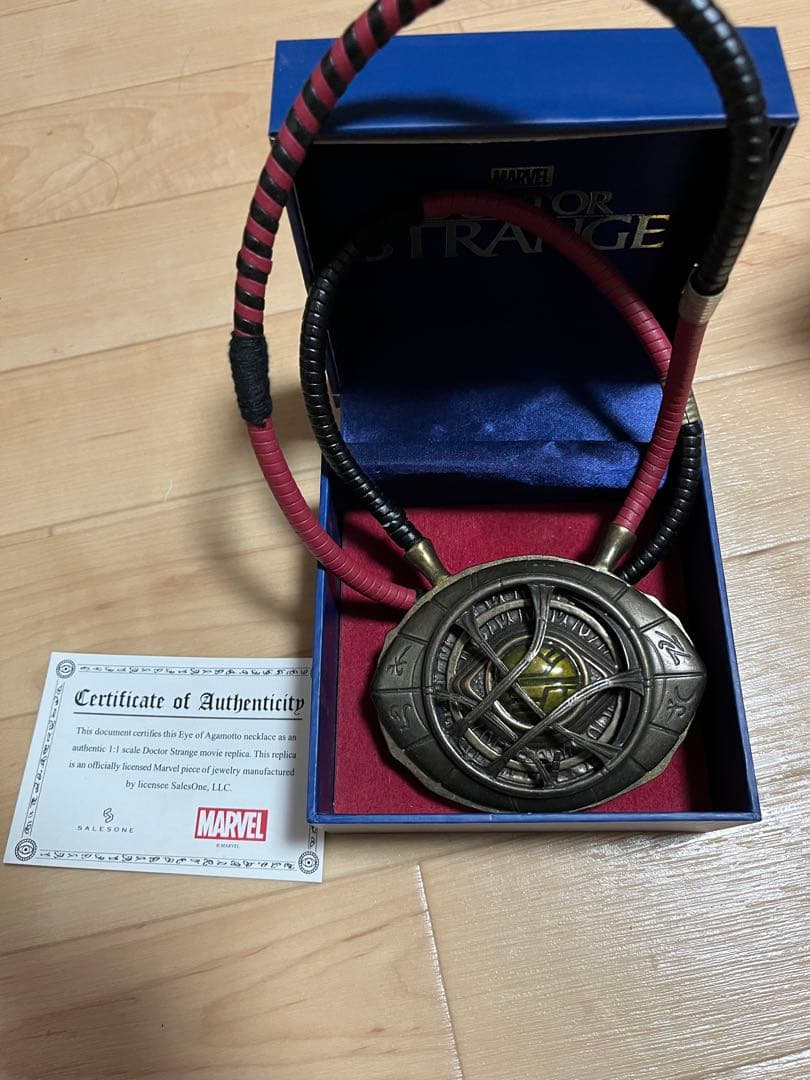 MARVEL
DOCTOR
STRANGE
Certificate of Authenticity
This document certifies this Eye of Agamotto necklace as an
authentic 1:1 scale Doctor Strange movie replica. This replica
is an officially licensed Marvel piece of jewelry manufactured
by licensee SalesOne, LLC.
SALESONE
MARVEL
© MARVEL